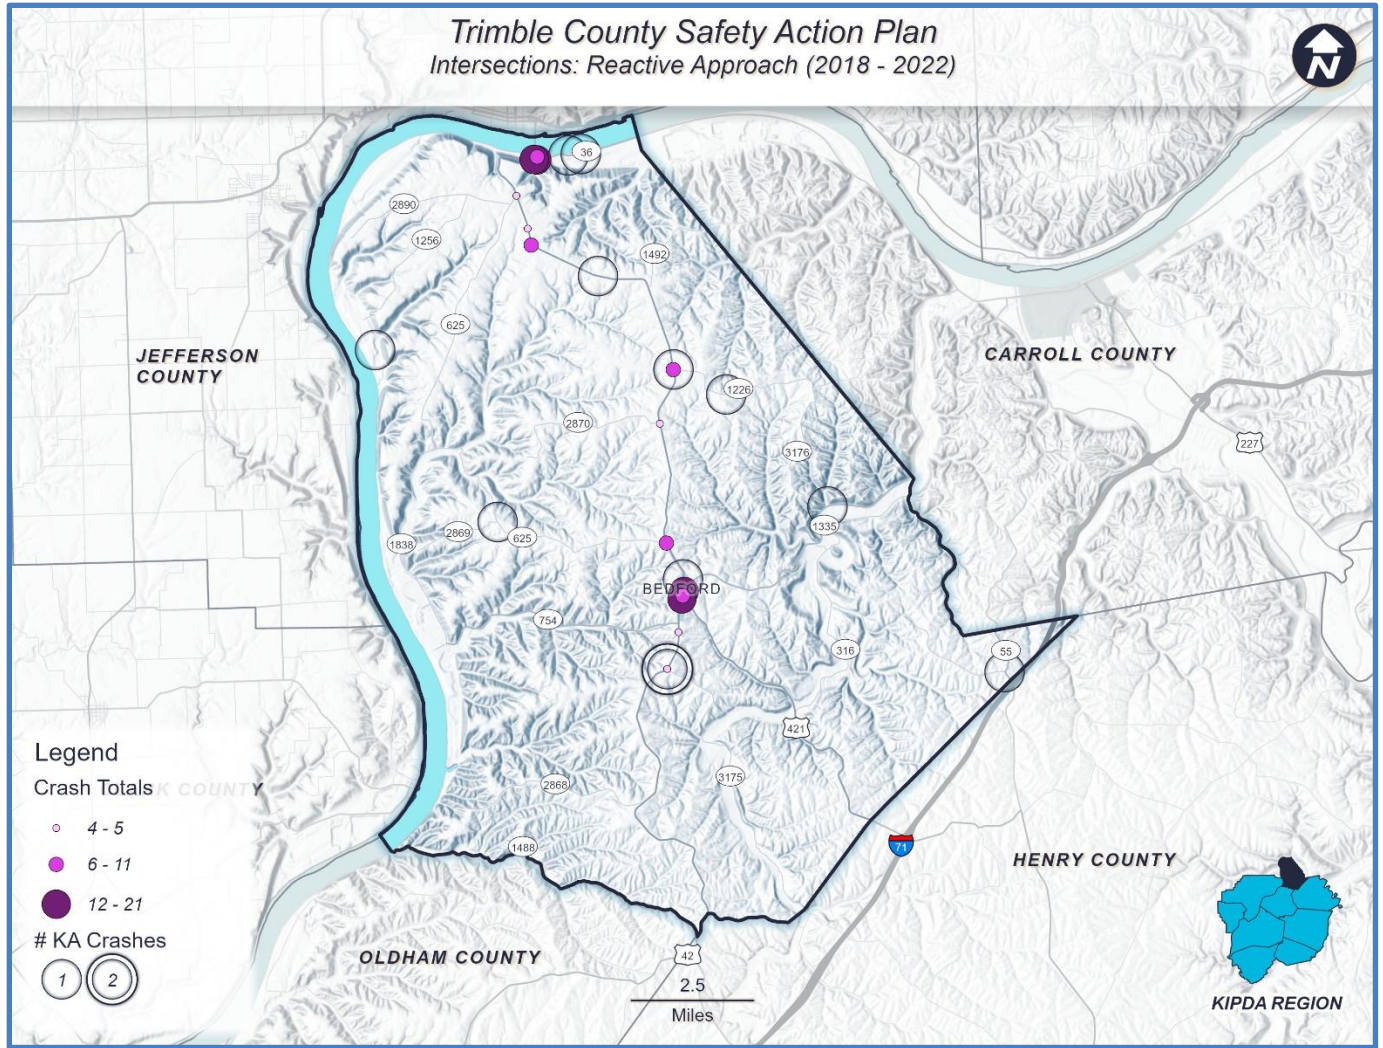 Trimble County Safety Action Plan
Intersections: Reactive Approach (2018 - 2022)
N
36
2890
1256
1492
625
JEFFERSON
COUNTY
CARROLL COUNTY
1226
2870
227
3176
2869
625
1335
1838
BEDFORD
754
316
55
421
Legend
Crash Totals
K COUNTY
2868
3175
4 - 5
1488
71
6 - 11
HENRY COUNTY
12 - 21
# KA Crashes
OLDHAM COUNTY
42
1
2
2.5
Miles
KIPDA REGION